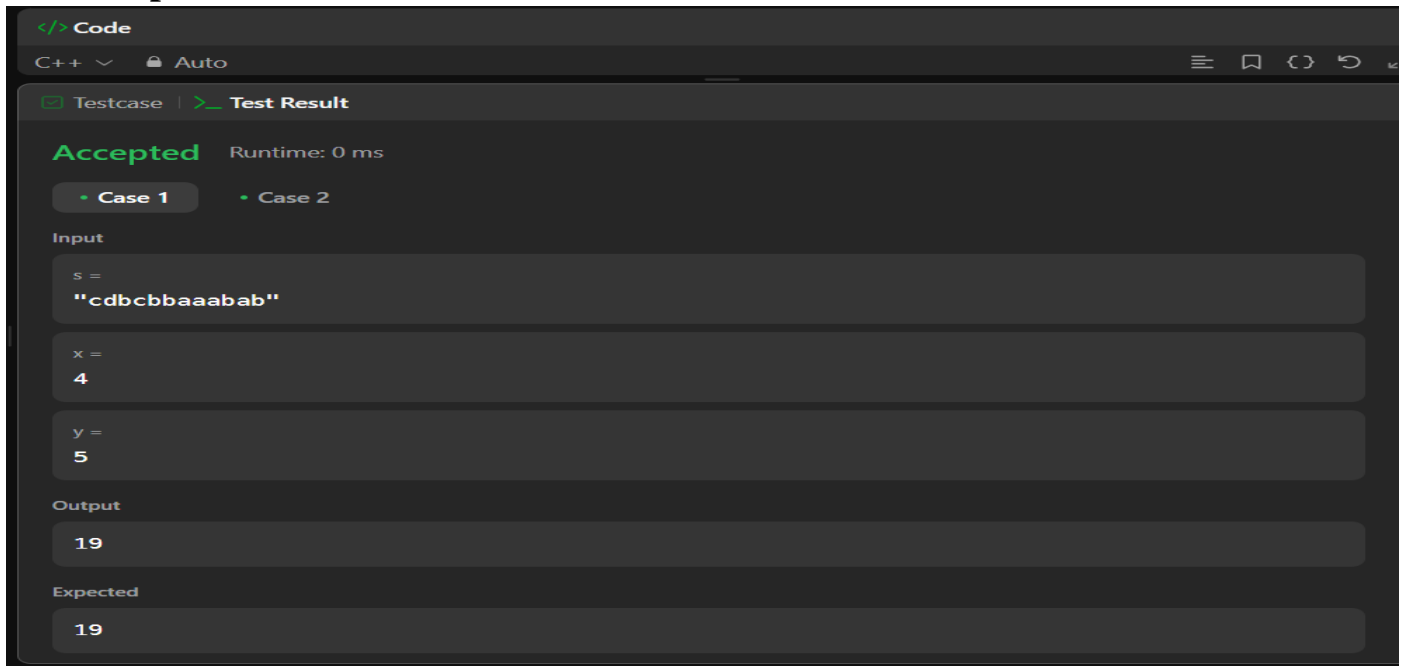 </> Code
C++ Auto
Testcase | >_ Test Result
Accepted Runtime: 0 ms
• Case 1 • Case 2
Input
s =
"cdbcbbaaabab"
x =
4
y =
5
Output
19
Expected
19